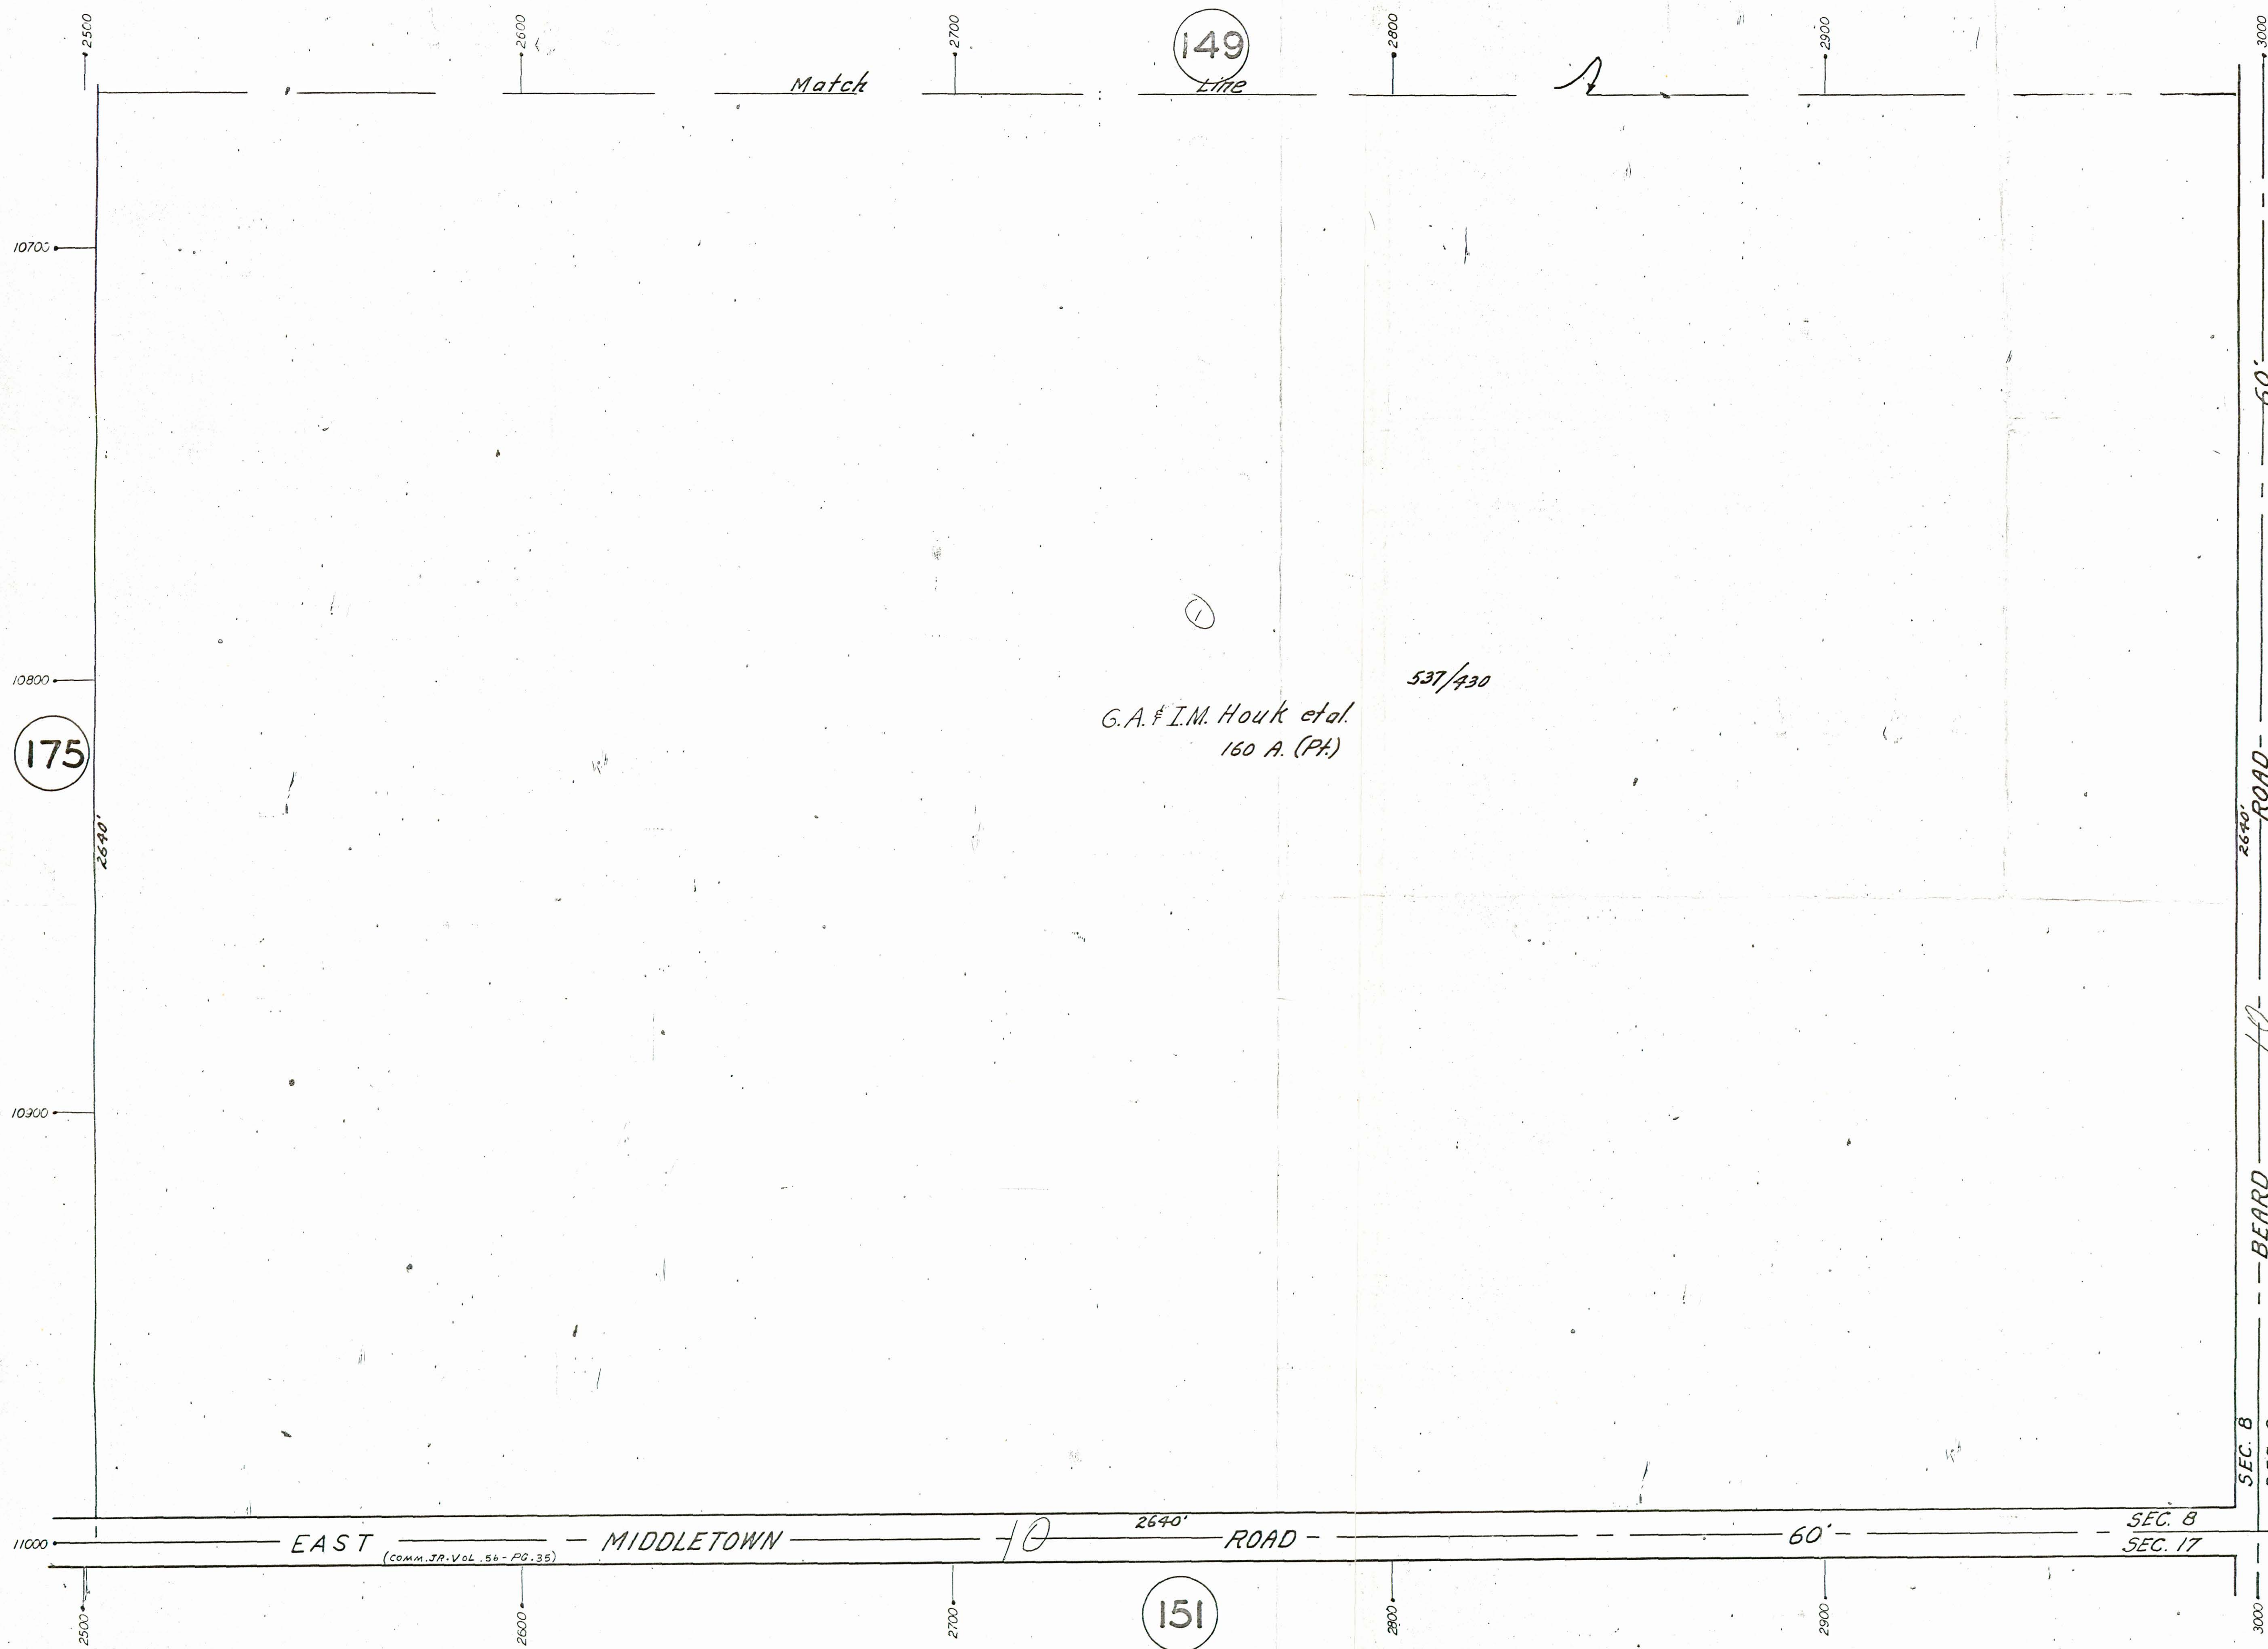 2500
2600
2700
149
2800
2900
3000
Match Line
10700
60'
1
10800
537/430
G.A. & I.M. Houk etal.
160 A. (Pt.)
175
2640'
2640'
BEARD ROAD
10900
SEC. 8
2640'
SEC. 8
11000
EAST MIDDLETOWN ROAD 60'
SEC. 17
(COMM. JR. VOL. 56 - PG. 35)
2500
2600
2700
151
2800
2900
3000